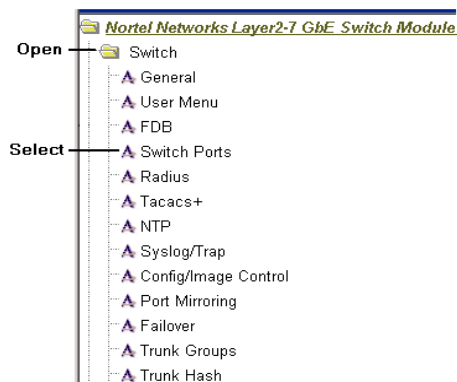 Nortel Networks Layer2-7 GbE Switch Module
Open Switch
General
User Menu
FDB
Select Switch Ports
Radius
Tacacs+
NTP
Syslog/Trap
Config/Image Control
Port Mirroring
Failover
Trunk Groups
Trunk Hash